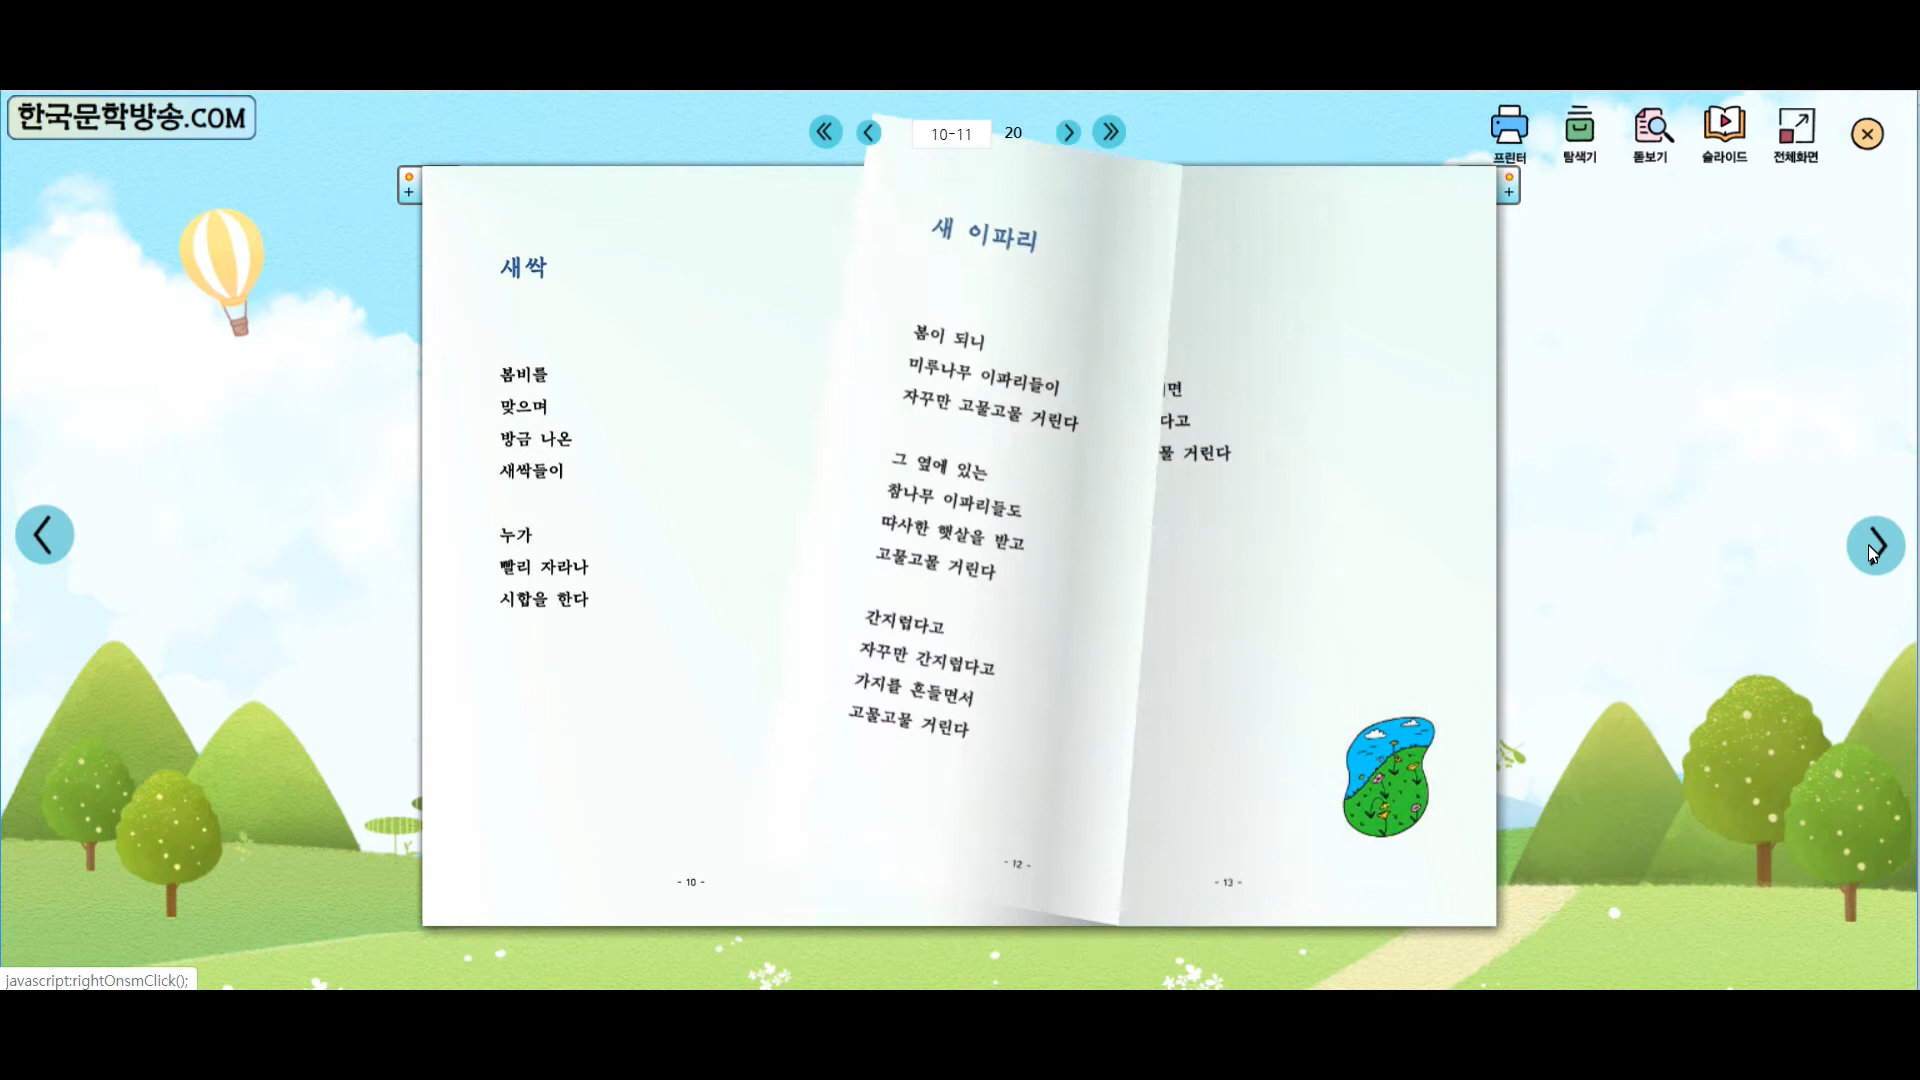 한국문학방송.COM
10-11
20
프린터
탐색기
돋보기
슬라이드
전체화면
새싹
봄비를
맞으며
방금 나온
새싹들이
누가
빨리 자라나
시합을 한다
- 10 -
새 이파리
봄이 되니
미루나무 이파리들이
자꾸만 고물고물 거린다
그 옆에 있는
참나무 이파리들도
따사한 햇살을 받고
고물고물 거린다
간지럽다고
자꾸만 간지럽다고
가지를 흔들면서
고물고물 거린다
- 12 -
면
다고
물 거린다
- 13 -
javascript:rightOnsmClick();